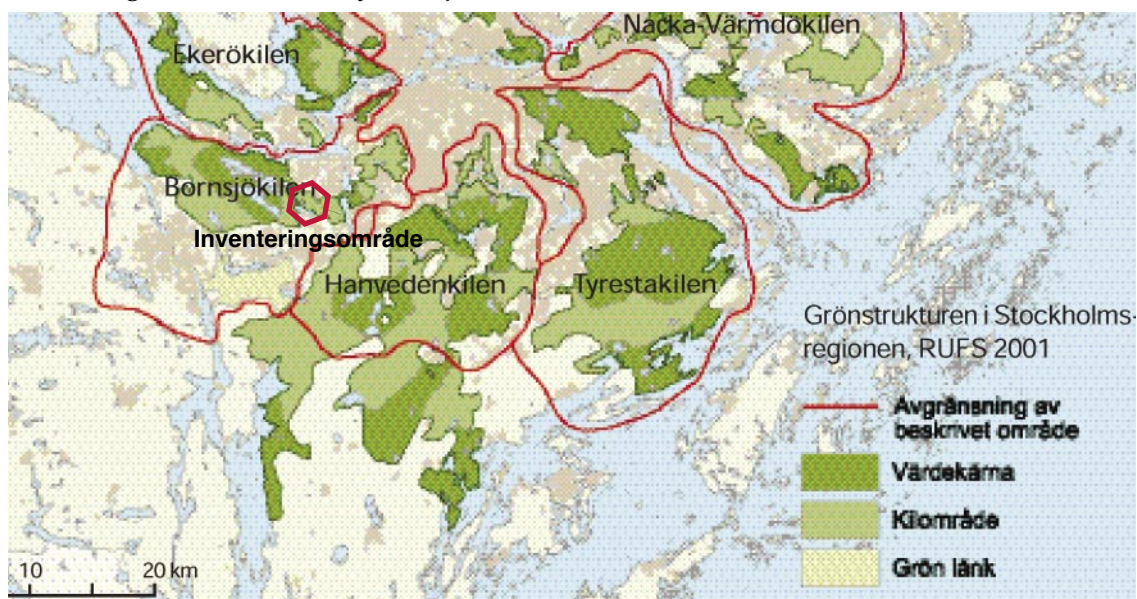 Nacka-Värmdökilen
Ekerökilen
Bornsjökilen
Inventeringsområde
Hanvedenkilen
Tyrestakilen
Grönstrukturen i Stockholms-
regionen, RUFS 2001
Avgränsning av
beskrivet område
Värdekärna
Kilområde
Grön länk
10 20 km